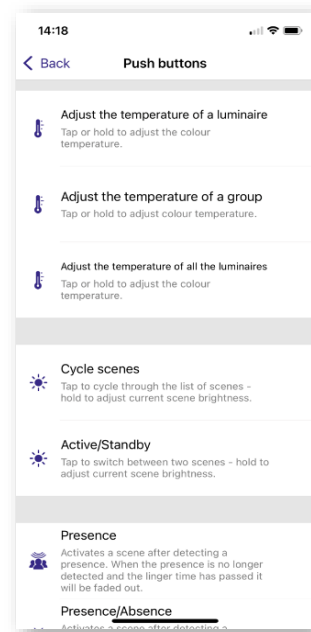 14:18
Back
Push buttons
Adjust the temperature of a luminaire
Tap or hold to adjust the colour
temperature.
Adjust the temperature of a group
Tap or hold to adjust colour temperature.
Adjust the temperature of all the luminaires
Tap or hold to adjust the colour
temperature.
Cycle scenes
Tap to cycle through the list of scenes –
hold to adjust current scene brightness.
Active/Standby
Tap to switch between two scenes – hold to
adjust current scene brightness.
Presence
Activates a scene after detecting a
presence. When the presence is no longer
detected and the linger time has passed it
will be faded out.
Presence/Absence
Activates a scene after detecting a